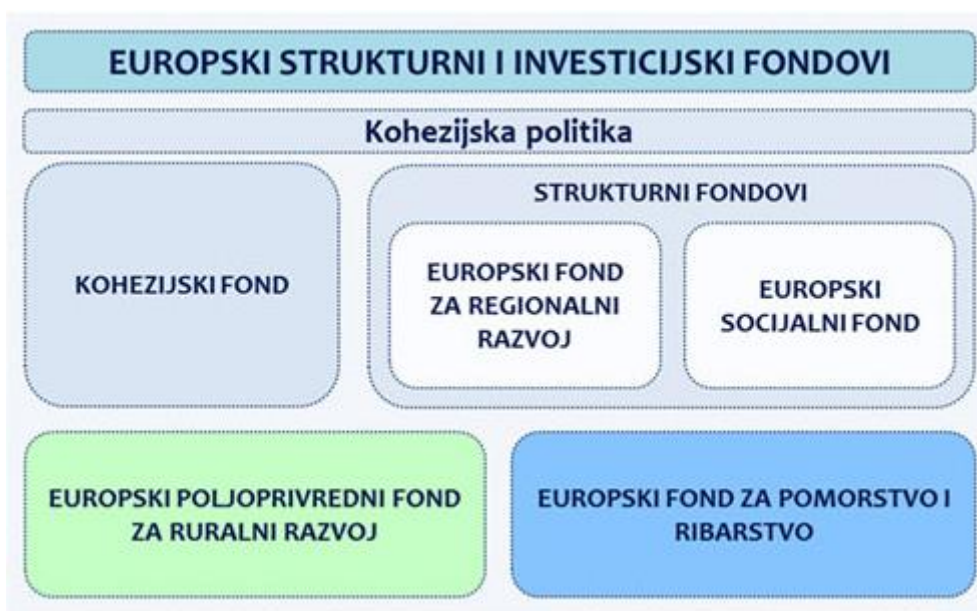 EUROPSKI STRUKTURNI I INVESTICIJSKI FONDOVI
Kohezijska politika
KOHEZIJSKI FOND
STRUKTURNI FONDOVI
EUROPSKI FOND
ZA REGIONALNI
RAZVOJ
EUROPSKI
SOCIJALNI FOND
EUROPSKI POLJOPRIVREDNI FOND
ZA RURALNI RAZVOJ
EUROPSKI FOND ZA POMORSTVO I
RIBARSTVO